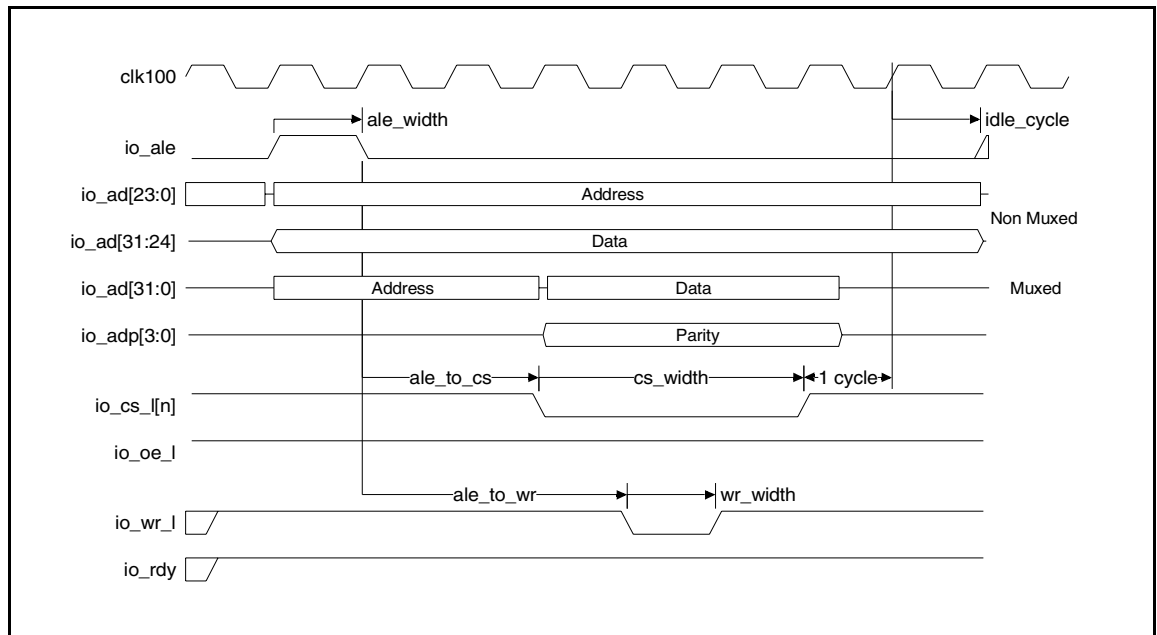 clk100
ale_width
idle_cycle
io_ale
io_ad[23:0]
Address
Non Muxed
io_ad[31:24]
Data
io_ad[31:0]
Address
Data
Muxed
io_adp[3:0]
Parity
ale_to_cs
cs_width
1 cycle
io_cs_l[n]
io_oe_l
ale_to_wr
wr_width
io_wr_l
io_rdy